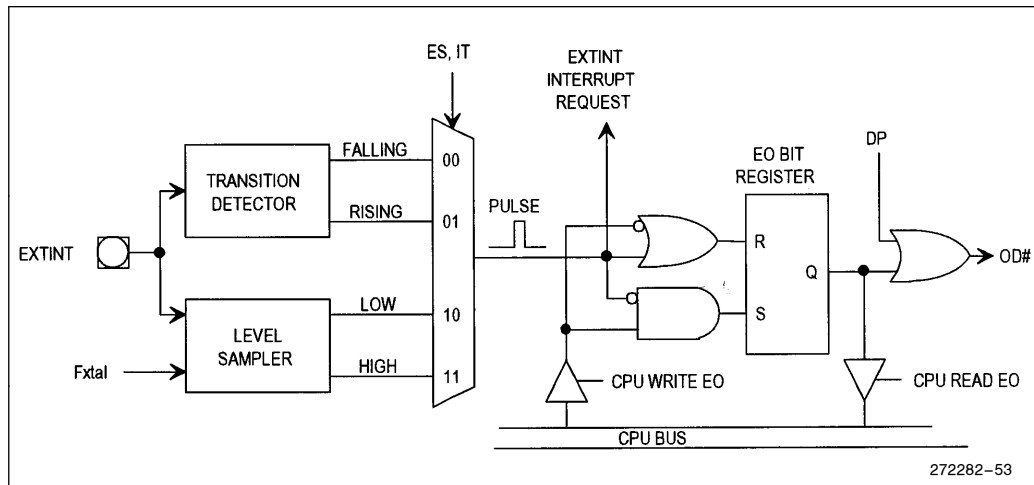 ES, IT
EXTINT
INTERRUPT
REQUEST
DP
EO BIT
REGISTER
FALLING
00
TRANSITION
DETECTOR
RISING
01
PULSE
R
EXTINT
Q
OD#
LOW
10
S
LEVEL
SAMPLER
Fxtal
HIGH
11
CPU WRITE EO
CPU READ EO
CPU BUS
272282-53